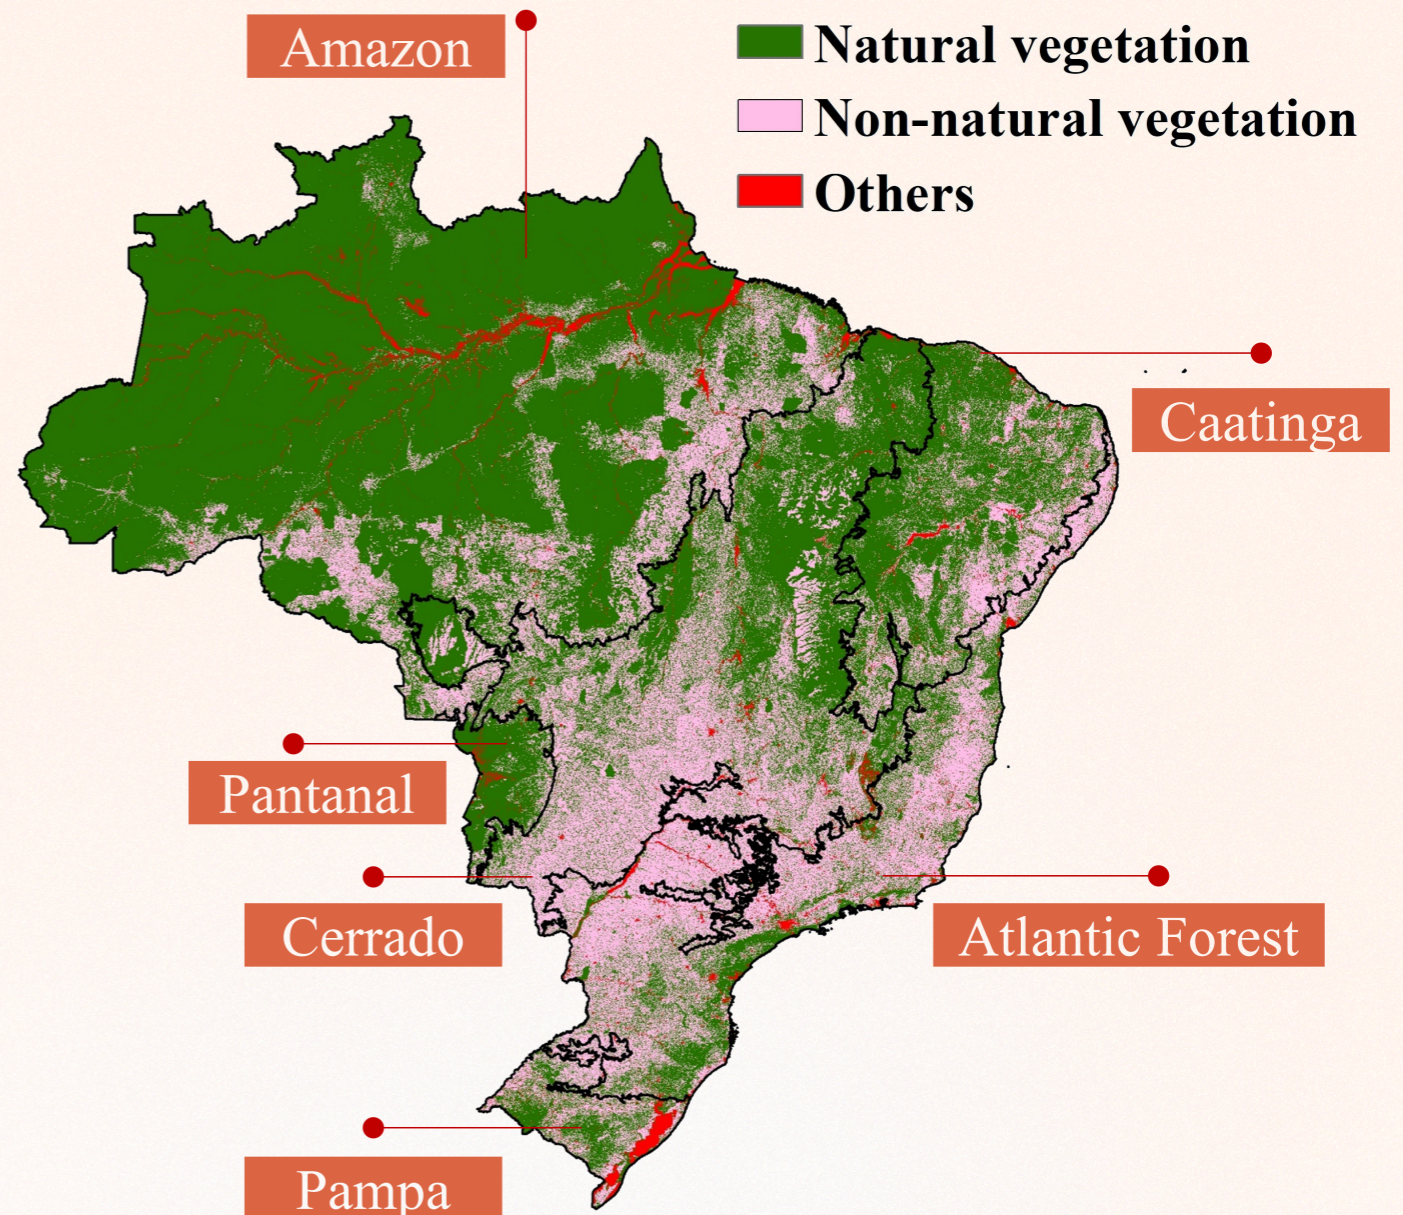 Amazon
Natural vegetation
Non-natural vegetation
Others
Caatinga
Pantanal
Cerrado
Atlantic Forest
Pampa